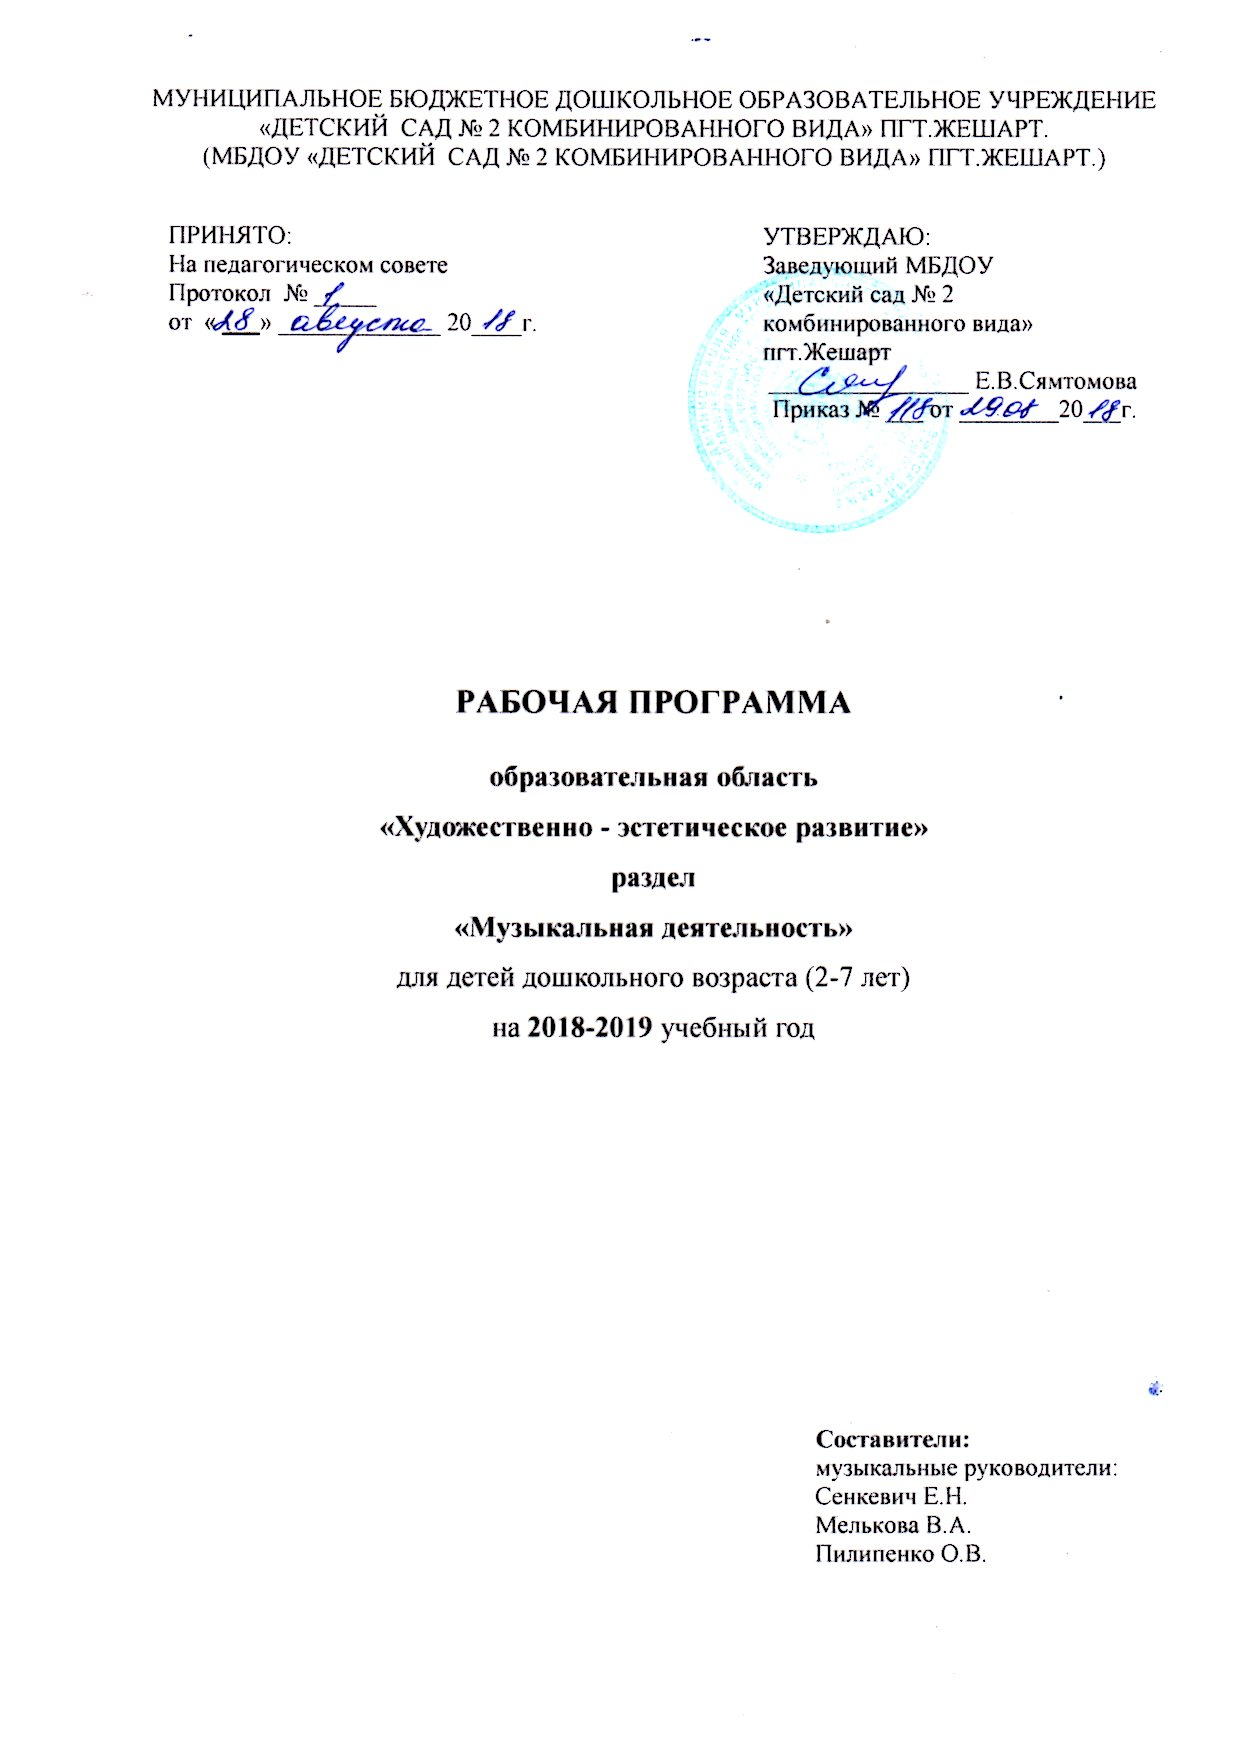 МУНИЦИПАЛЬНОЕ БЮДЖЕТНОЕ ДОШКОЛЬНОЕ ОБРАЗОВАТЕЛЬНОЕ УЧРЕЖДЕНИЕ
«ДЕТСКИЙ САД № 2 КОМБИНИРОВАННОГО ВИДА» ПГТ.ЖЕШАРТ.
(МБДОУ «ДЕТСКИЙ САД № 2 КОМБИНИРОВАННОГО ВИДА» ПГТ.ЖЕШАРТ.)
ПРИНЯТО:
На педагогическом совете
Протокол № 1
от «28» августа 2018г.
УТВЕРЖДАЮ:
Заведующий МБДОУ
«Детский сад № 2
комбинированного вида»
пгт.Жешарт
Е.В.Сямтомова
Приказ № 118 от 29.08 2018г.
РАБОЧАЯ ПРОГРАММА
образовательная область
«Художественно - эстетическое развитие»
раздел
«Музыкальная деятельность»
для детей дошкольного возраста (2-7 лет)
на 2018-2019 учебный год
Составители:
музыкальные руководители:
Сенкевич Е.Н.
Мелькова В.А.
Пилипенко О.В.